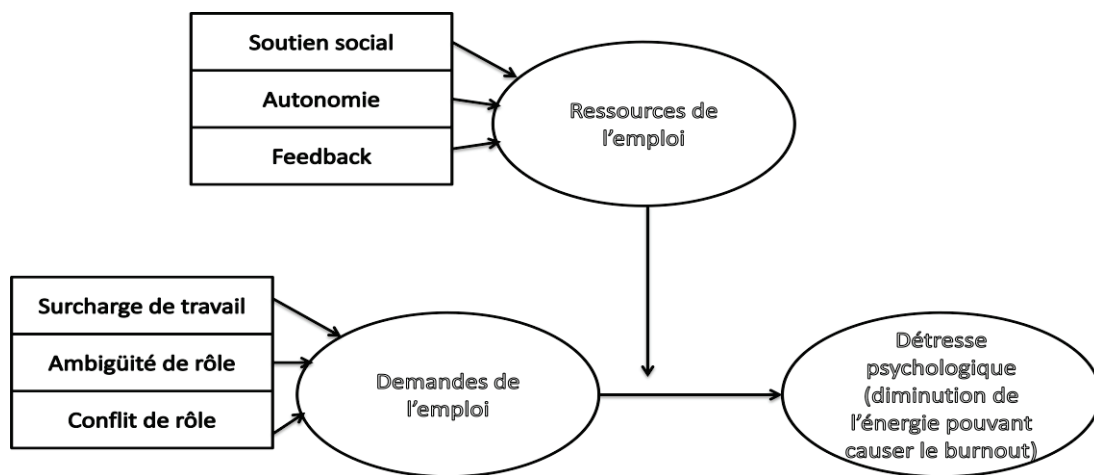 Soutien social
Autonomie
Feedback
Ressources de
l'emploi
Surcharge de travail
Ambigüité de rôle
Conflit de rôle
Demandes de
l'emploi
Détresse
psychologique
(diminution de
l'énergie pouvant
causer le burnout)